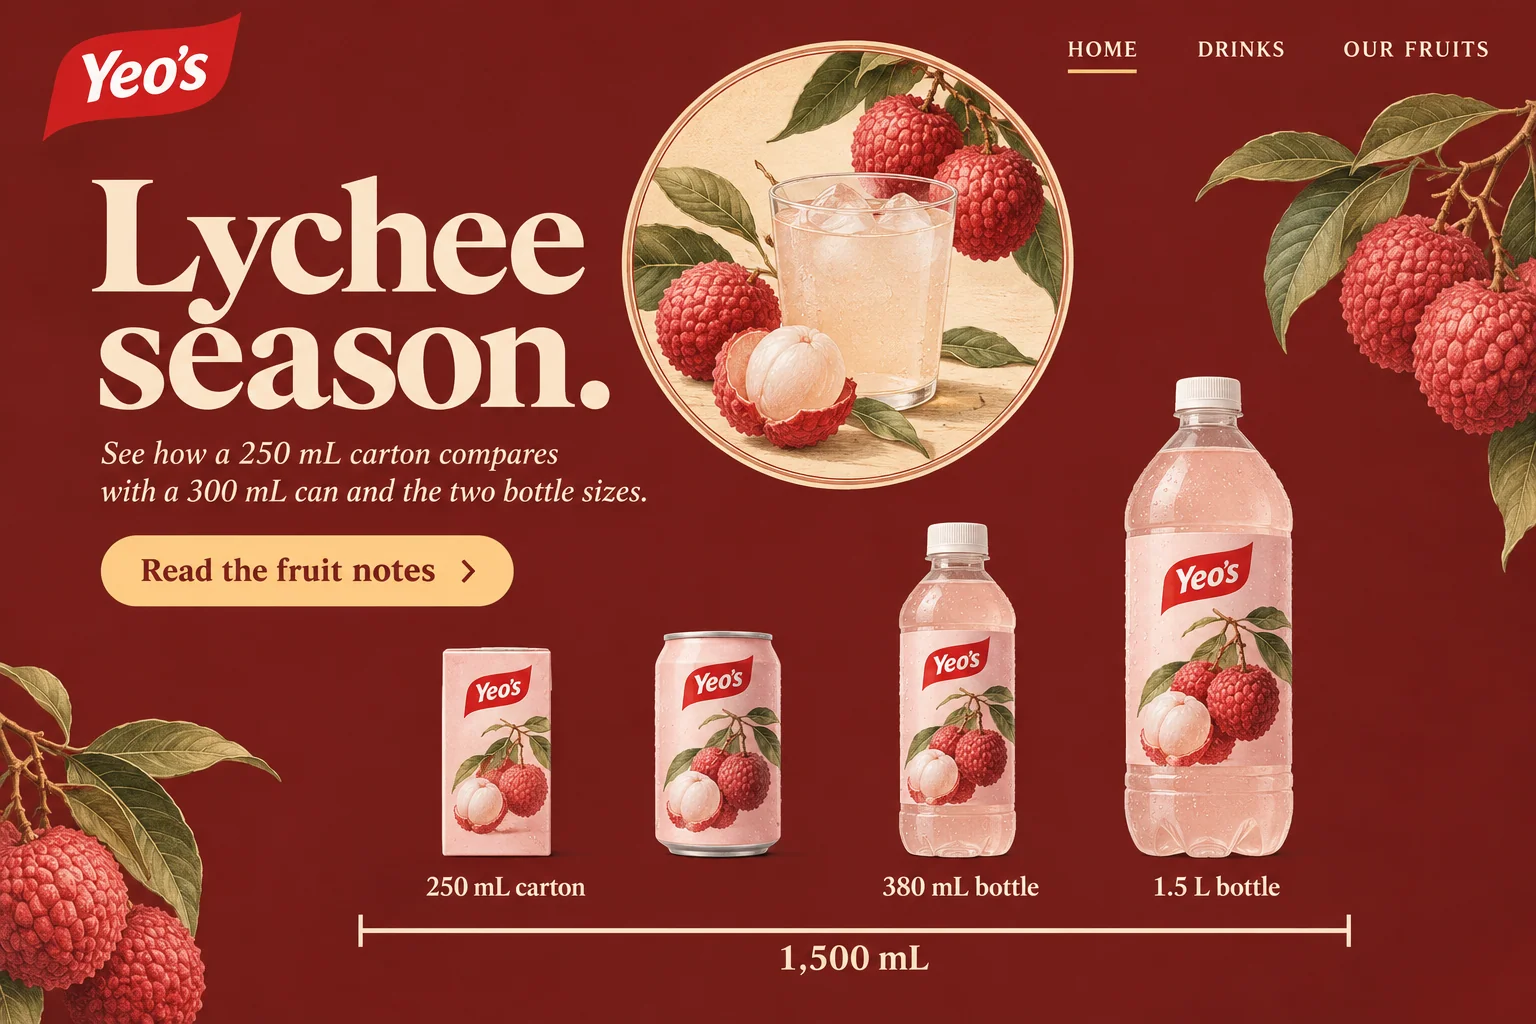 Yeo's
HOME
DRINKS
OUR FRUITS
Lychee
season.
See how a 250 mL carton compares
with a 300 mL can and the two bottle sizes.
Read the fruit notes
Yeo's
Yeo's
Yeo's
Yeo's
250 mL carton
380 mL bottle
1.5 L bottle
1,500 mL